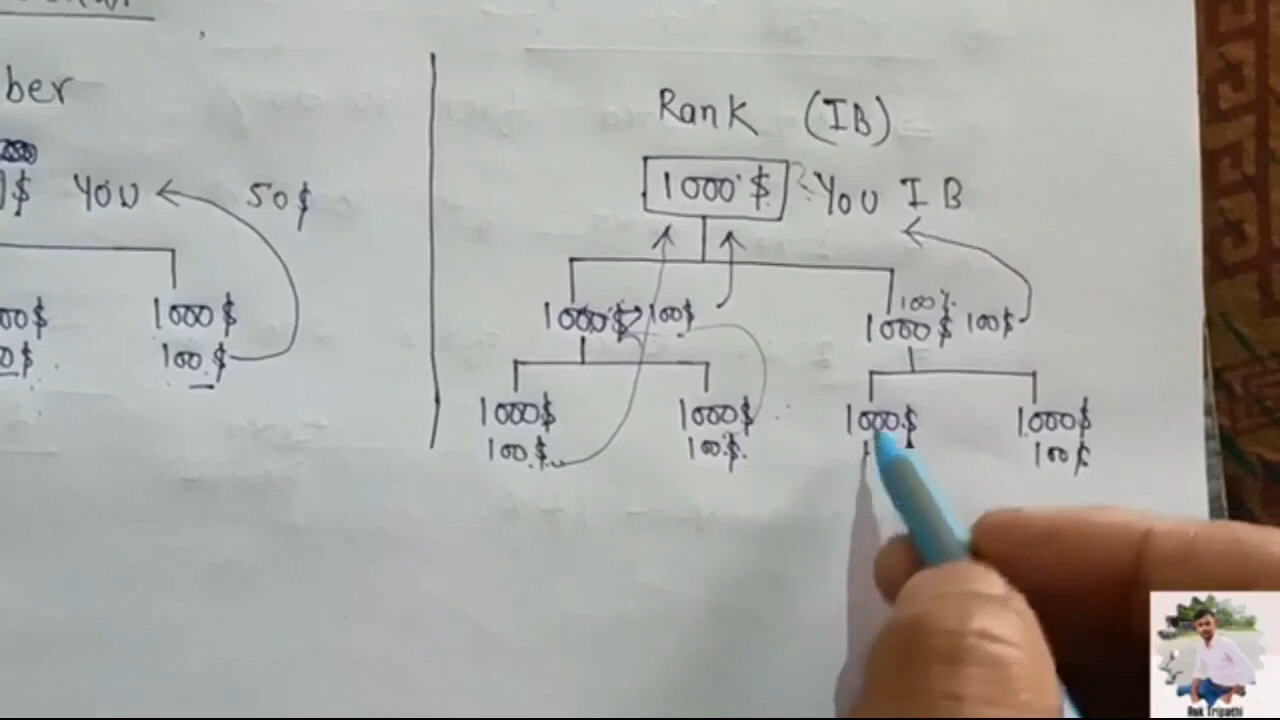 ber
$ YOU 50$
00$ 1000$
0$ 100$
Rank (IB)
1000$ YOU IB
1000$ 100$
100%
1000$ 100$
1000$ 1000$ 1000$ 1000$
100$ 100$ 100$